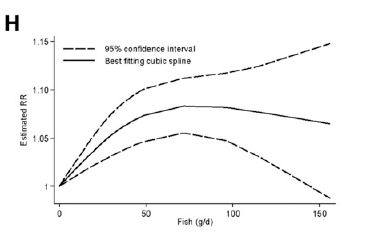 H
1.15
95% confidence interval
Best fitting cubic spline
1.10
Estimated RR
1.05
1
0 50 100 150
Fish (g/d)